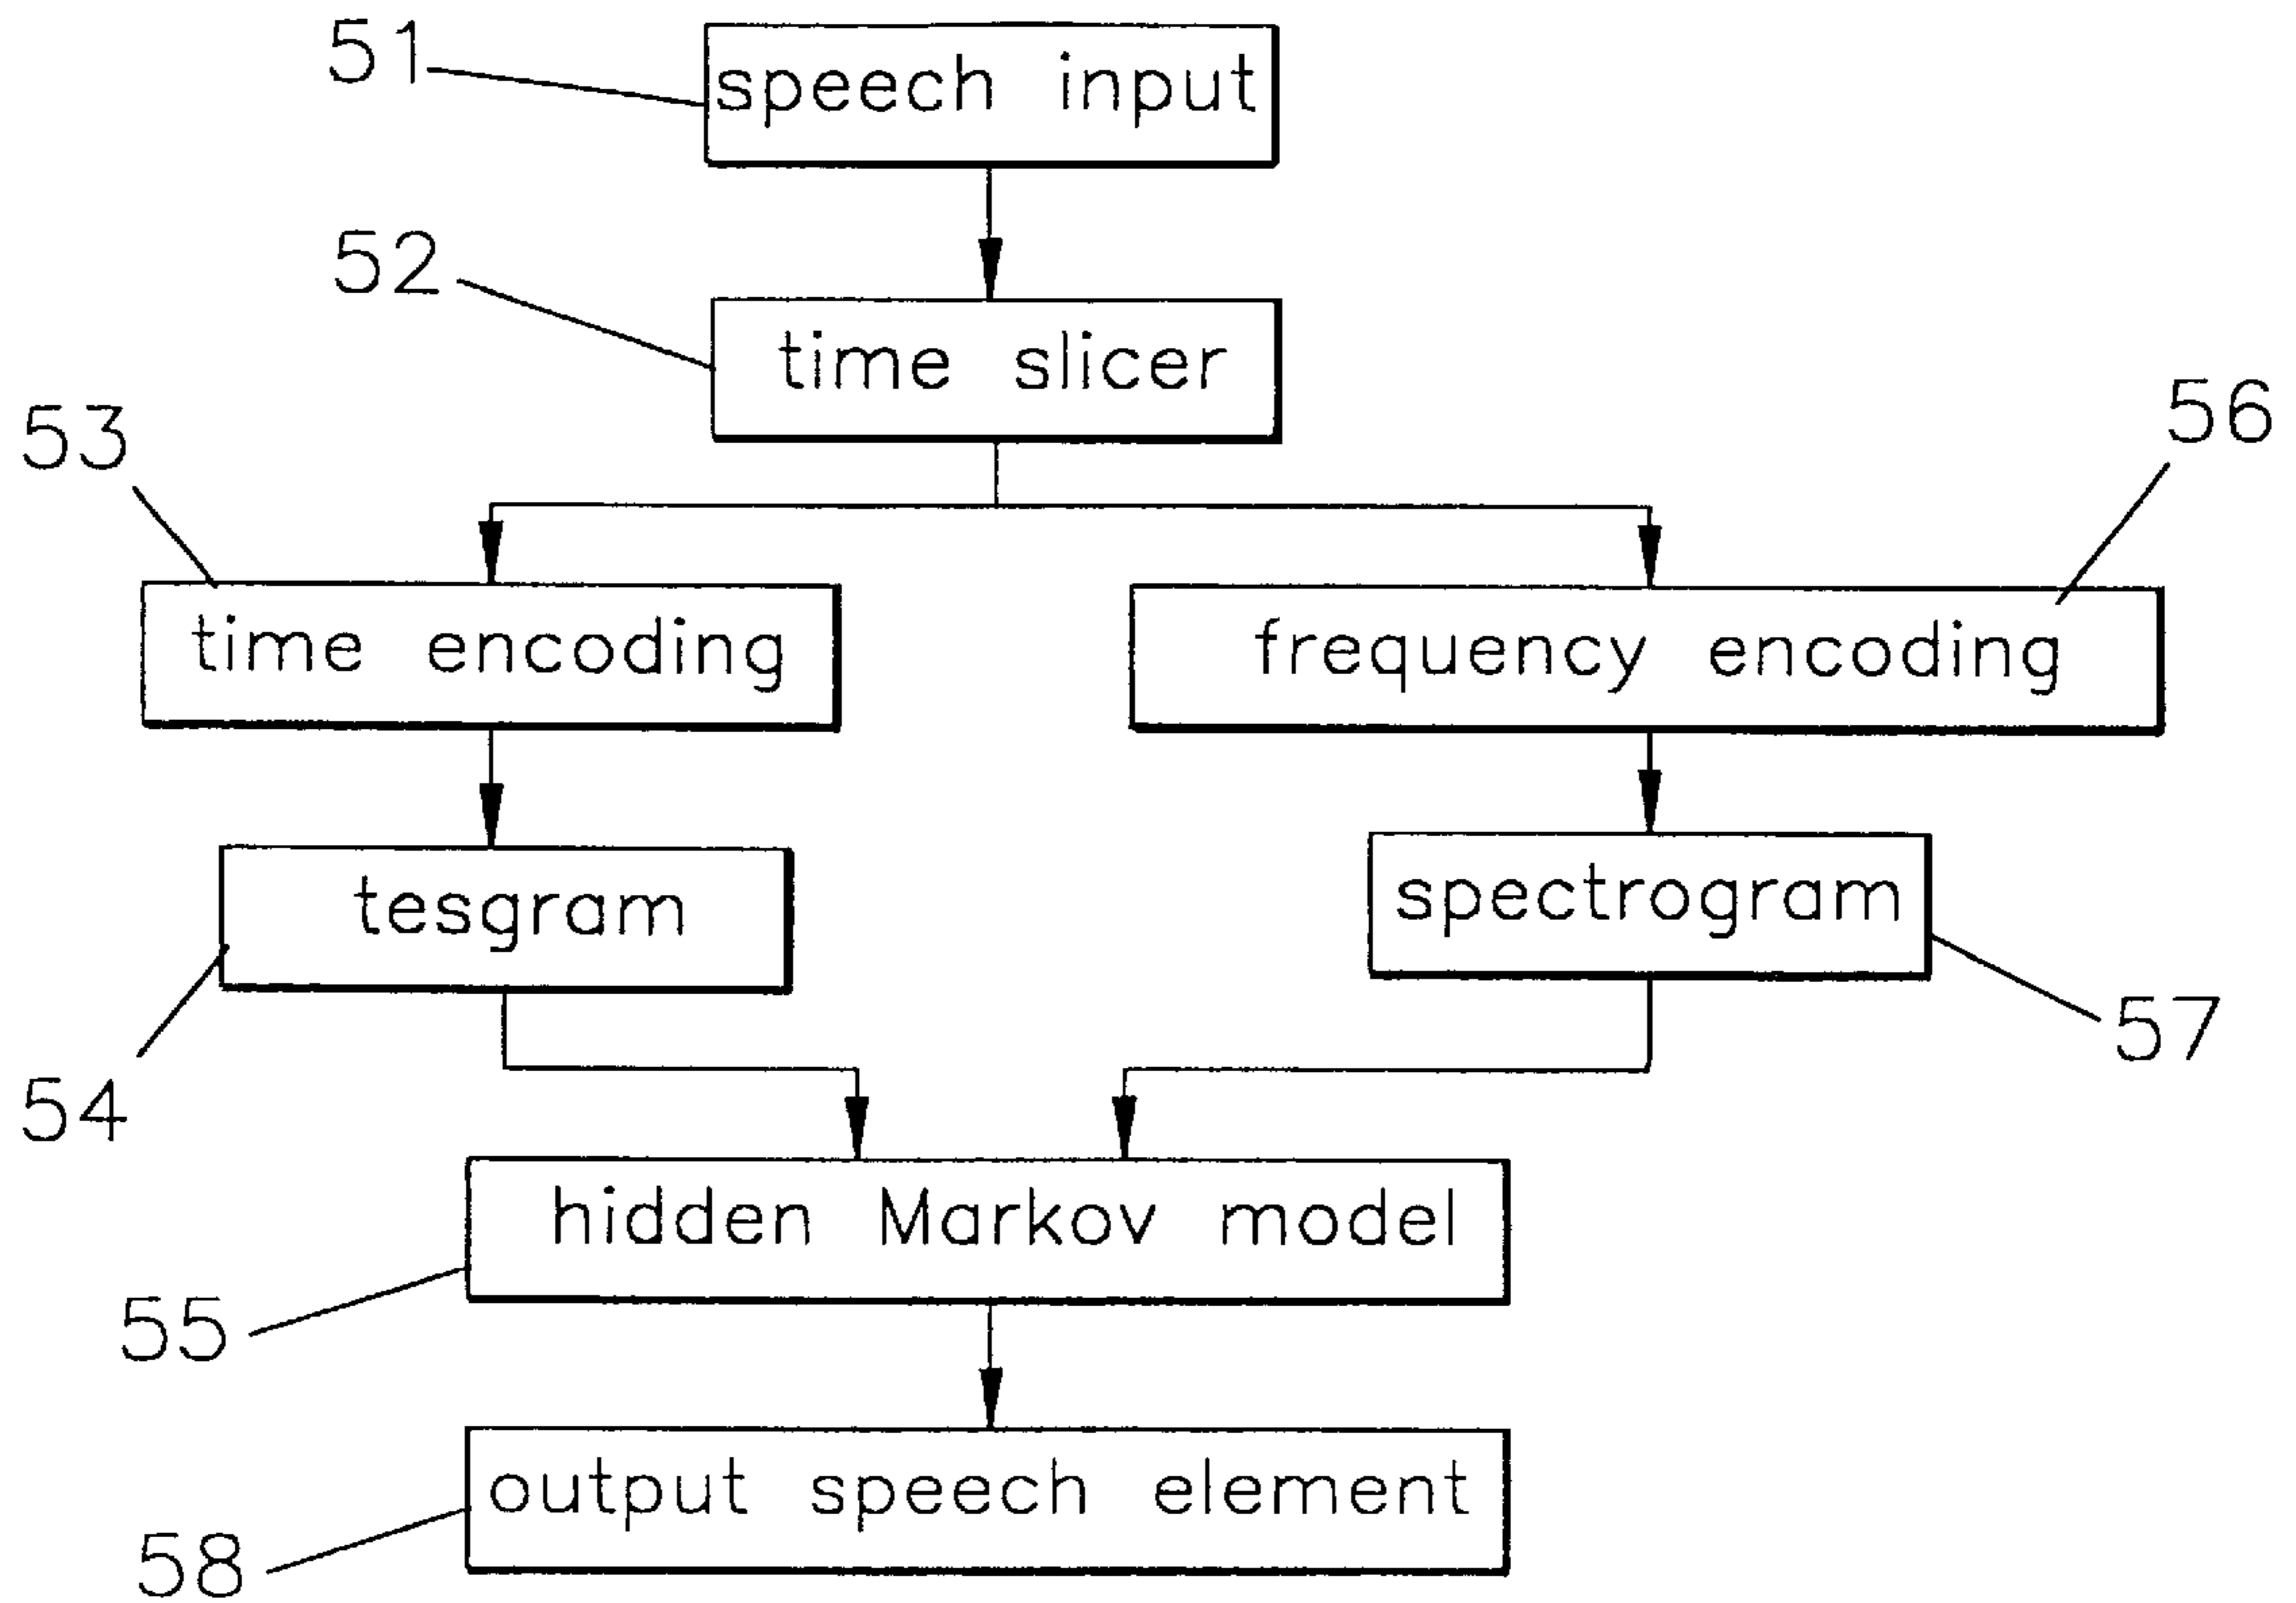 51
speech input
52
time slicer
53
56
time encoding
frequency encoding
tesgram
spectrogram
54
57
hidden Markov model
55
output speech element
58